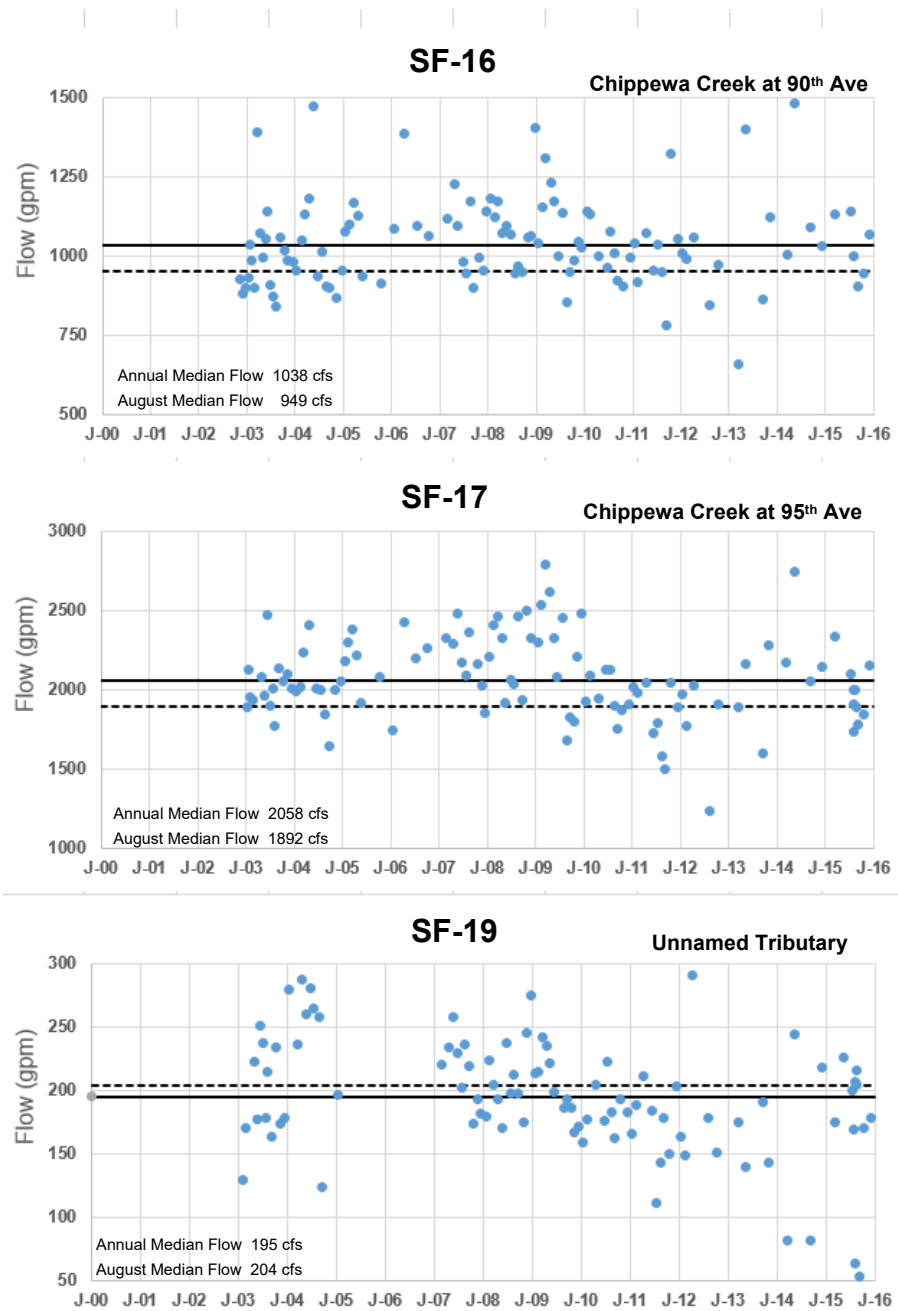 SF-16
Chippewa Creek at 90th Ave
1500
1250
1000
750
500
Flow (gpm)
Annual Median Flow 1038 cfs
August Median Flow 949 cfs
J-00 J-01 J-02 J-03 J-04 J-05 J-06 J-07 J-08 J-09 J-10 J-11 J-12 J-13 J-14 J-15 J-16
SF-17
Chippewa Creek at 95th Ave
3000
2500
2000
1500
1000
Flow (gpm)
Annual Median Flow 2058 cfs
August Median Flow 1892 cfs
J-00 J-01 J-02 J-03 J-04 J-05 J-06 J-07 J-08 J-09 J-10 J-11 J-12 J-13 J-14 J-15 J-16
SF-19
Unnamed Tributary
300
250
200
150
100
50
Flow (gpm)
Annual Median Flow 195 cfs
August Median Flow 204 cfs
J-00 J-01 J-02 J-03 J-04 J-05 J-06 J-07 J-08 J-09 J-10 J-11 J-12 J-13 J-14 J-15 J-16